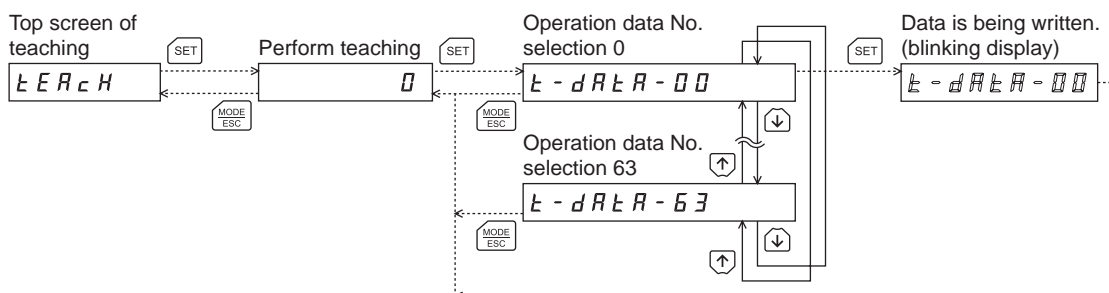 Top screen of
teaching
SET
tEAcH
MODE
ESC
Perform teaching
SET
0
MODE
ESC
Operation data No.
selection 0
t-dAtA-00
SET
Data is being written.
(blinking display)
t-dAtA-00
↓
Operation data No.
selection 63
↑
t-dAtA-63
MODE
ESC
↓
↑